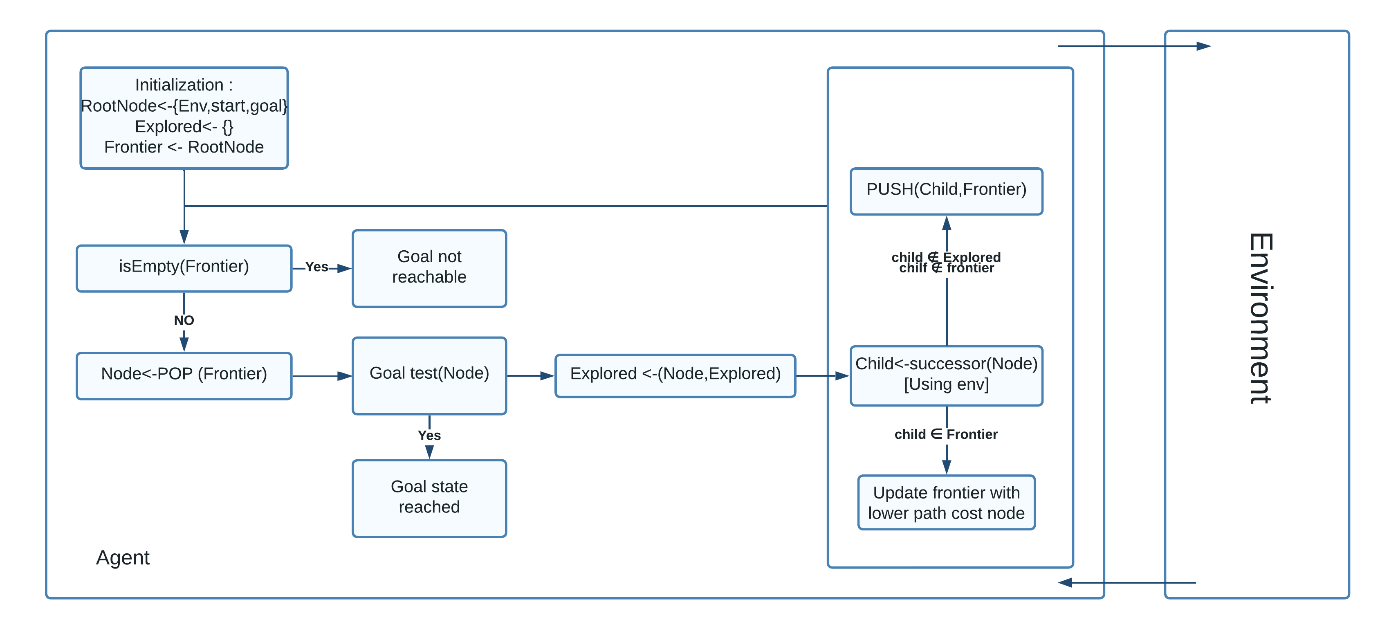 Initialization :
RootNode<-{Env,start,goal}
Explored<- {}
Frontier <- RootNode
PUSH(Child,Frontier)
isEmpty(Frontier)
Yes
Goal not
reachable
child ∉ Explored
chilf ∉ frontier
NO
Node<-POP (Frontier)
Goal test(Node)
Explored <-(Node,Explored)
Child<-successor(Node)
[Using env]
Yes
child ∈ Frontier
Goal state
reached
Update frontier with
lower path cost node
Agent
Environment